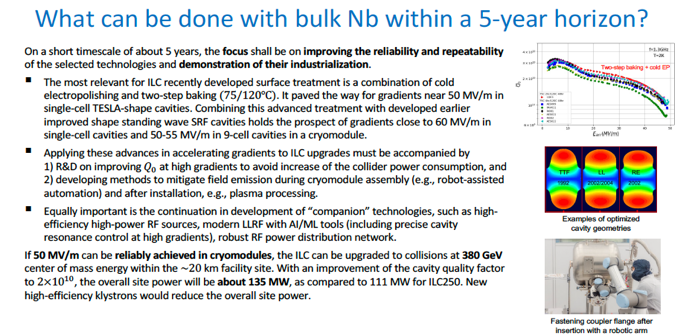 What can be done with bulk Nb within a 5-year horizon?
On a short timescale of about 5 years, the focus shall be on improving the reliability and repeatability
of the selected technologies and demonstration of their industrialization.
▪ The most relevant for ILC recently developed surface treatment is a combination of cold
electropolishing and two-step baking (75/120°C). It paved the way for gradients near 50 MV/m in
single-cell TESLA-shape cavities. Combining this advanced treatment with developed earlier
improved shape standing wave SRF cavities holds the prospect of gradients close to 60 MV/m in
single-cell cavities and 50-55 MV/m in 9-cell cavities in a cryomodule.
▪ Applying these advances in accelerating gradients to ILC upgrades must be accompanied by
1) R&D on improving Q₀ at high gradients to avoid increase of the collider power consumption, and
2) developing methods to mitigate field emission during cryomodule assembly (e.g., robot-assisted
automation) and after installation, e.g., plasma processing.
▪ Equally important is the continuation in development of “companion” technologies, such as high-
efficiency high-power RF sources, modern LLRF with AI/ML tools (including precise cavity
resonance control at high gradients), robust RF power distribution network.
If 50 MV/m can be reliably achieved in cryomodules, the ILC can be upgraded to collisions at 380 GeV
center of mass energy within the ~20 km facility site. With an improvement of the cavity quality factor
to 2×10¹⁰, the overall site power will be about 135 MW, as compared to 111 MW for ILC250. New
high-efficiency klystrons would reduce the overall site power.
Two-step baking + cold EP
TTF
LL
RE
1992
2002
Examples of optimized
cavity geometries
Fastening coupler flange after
insertion with a robotic arm